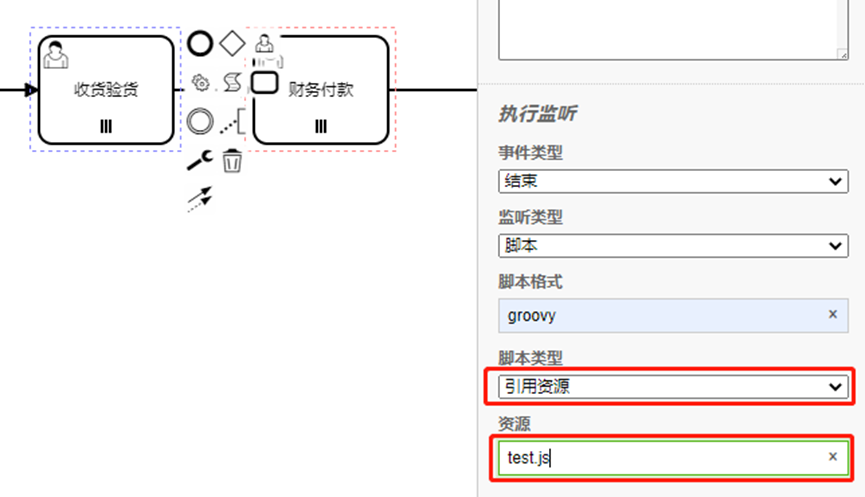 收货验货
财务付款
执行监听
事件类型
结束
监听类型
脚本
脚本格式
groovy
脚本类型
引用资源
资源
test.js